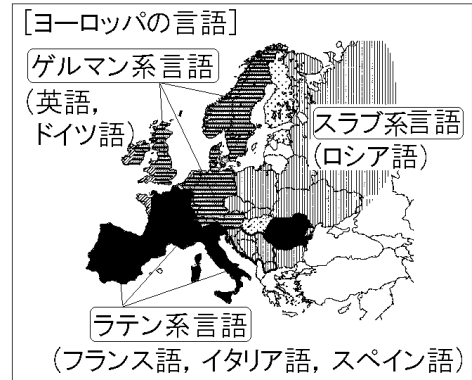 [ヨーロッパの言語]
ゲルマン系言語
(英語,
ドイツ語)
スラブ系言語
(ロシア語)
ラテン系言語
(フランス語, イタリア語, スペイン語)